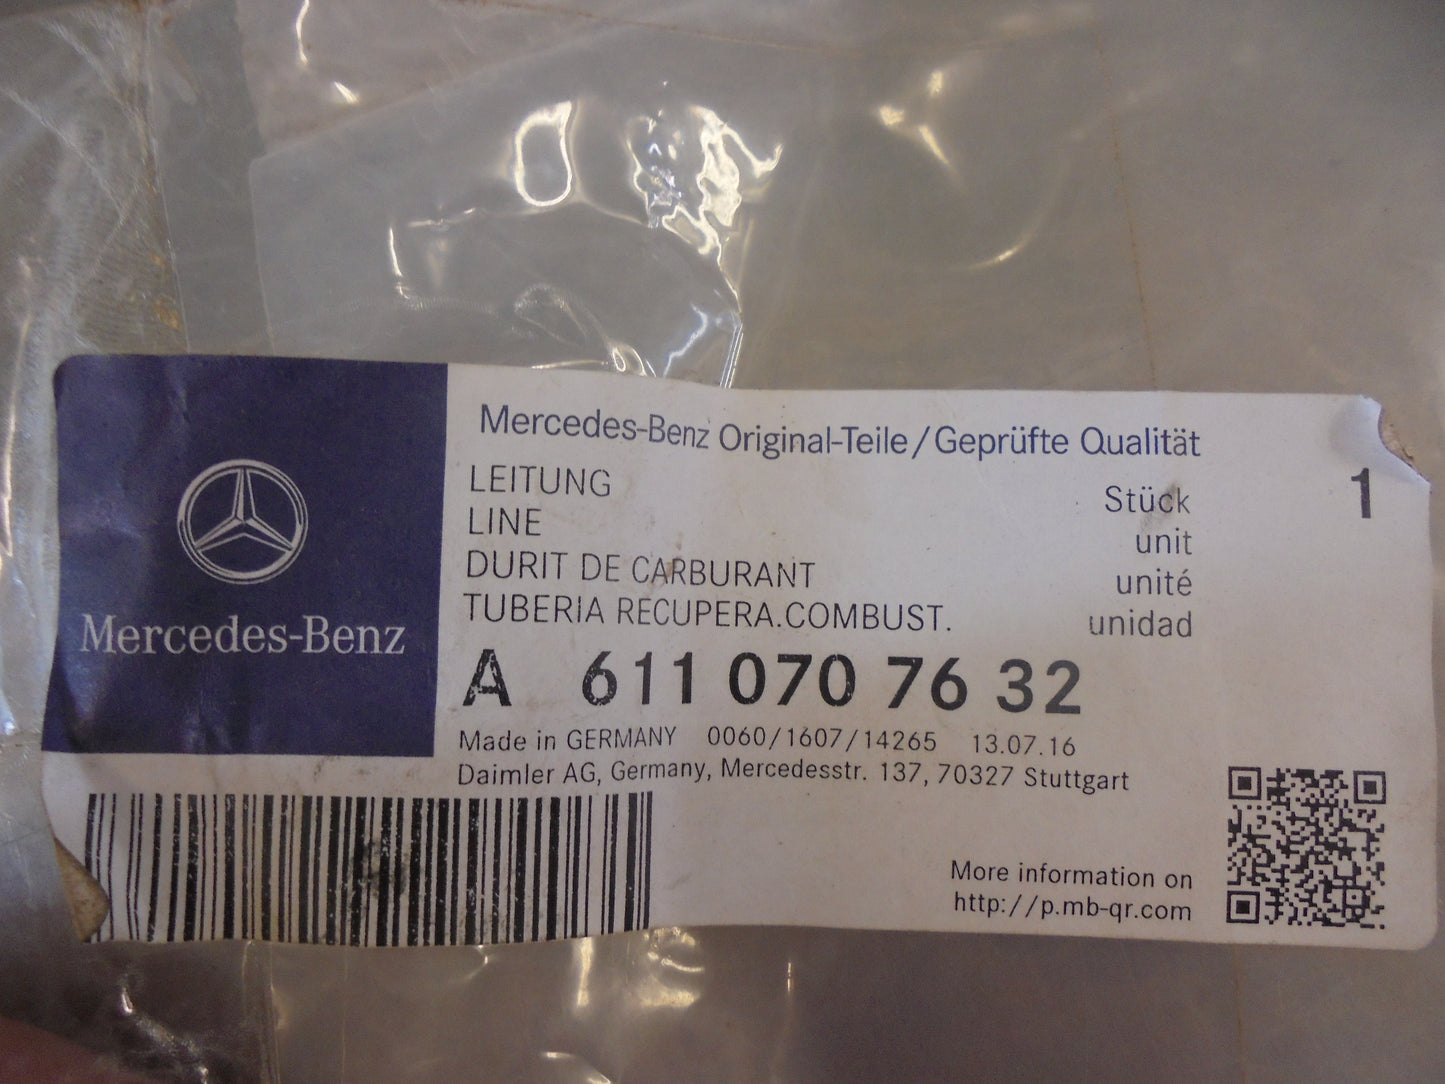 Mercedes-Benz
Mercedes-Benz Original-Teile/Geprüfte Qualität
LEITUNG
LINE
DURIT DE CARBURANT
TUBERIA RECUPERA.COMBUST.
Stück
unit
unité
unidad
1
A 611 070 76 32
Made in GERMANY 0060/1607/14265 13.07.16
Daimler AG, Germany, Mercedesstr. 137, 70327 Stuttgart
More information on
http://p.mb-qr.com